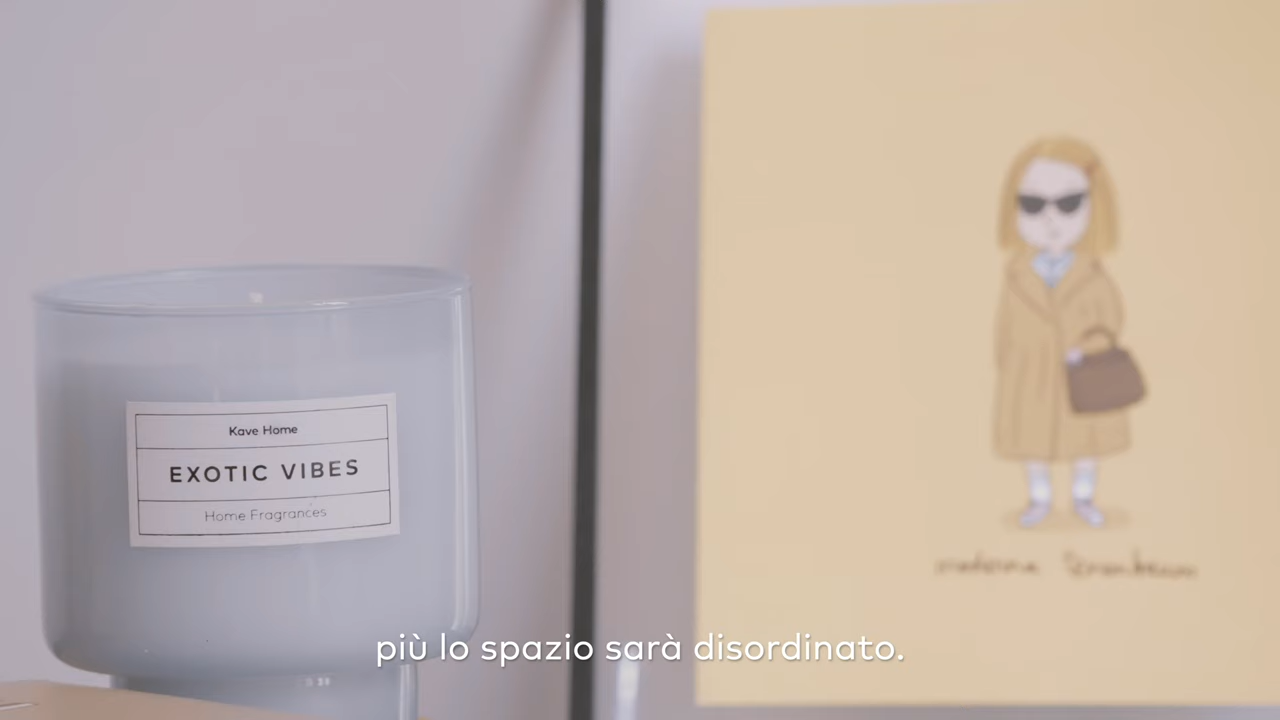 Kave Home
EXOTIC VIBES
Home Fragrances
più lo spazio sarà disordinato.